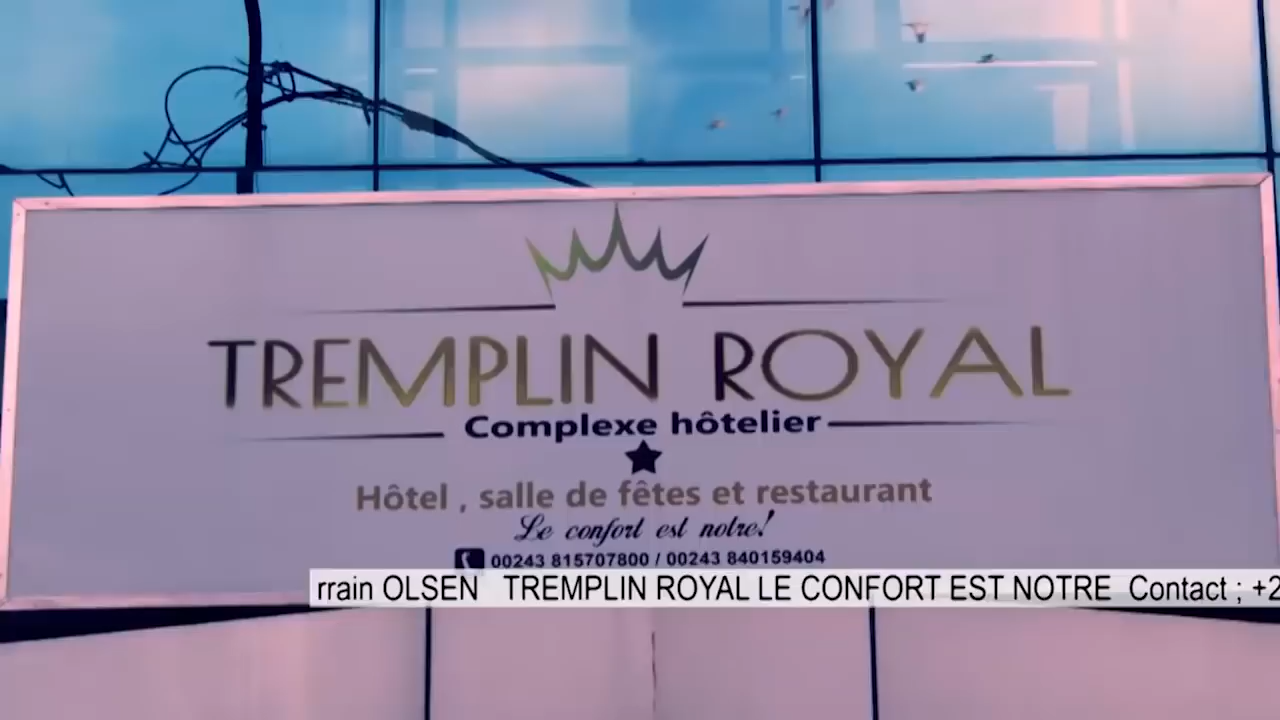 TREMPLIN ROYAL
Complexe hôtelier
Hôtel , salle de fêtes et restaurant
Le confort est notre!
00243 815707800 / 00243 840159404
rrain OLSEN TREMPLIN ROYAL LE CONFORT EST NOTRE Contact ; +2